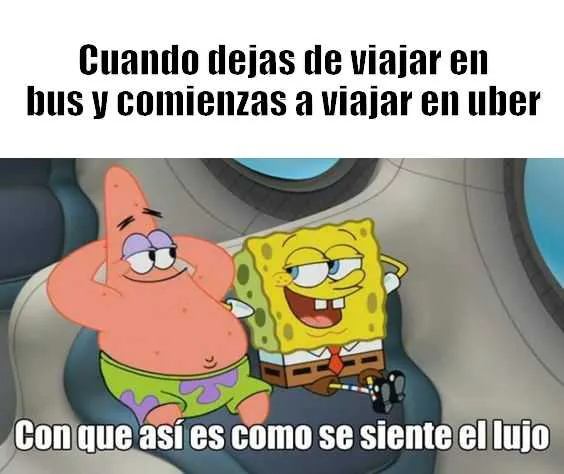 Cuando dejas de viajar en
bus y comienzas a viajar en uber
Con que así es como se siente el lujo